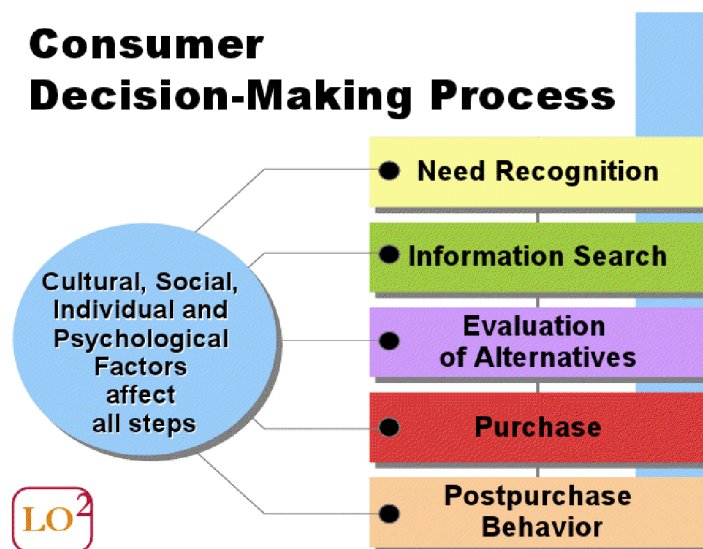 Consumer
Decision-Making Process
Need Recognition
Information Search
Evaluation
of Alternatives
Purchase
Postpurchase
Behavior
Cultural, Social,
Individual and
Psychological
Factors
affect
all steps
LO2